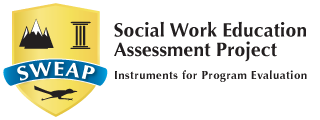 SWEAP
Social Work Education
Assessment Project
Instruments for Program Evaluation